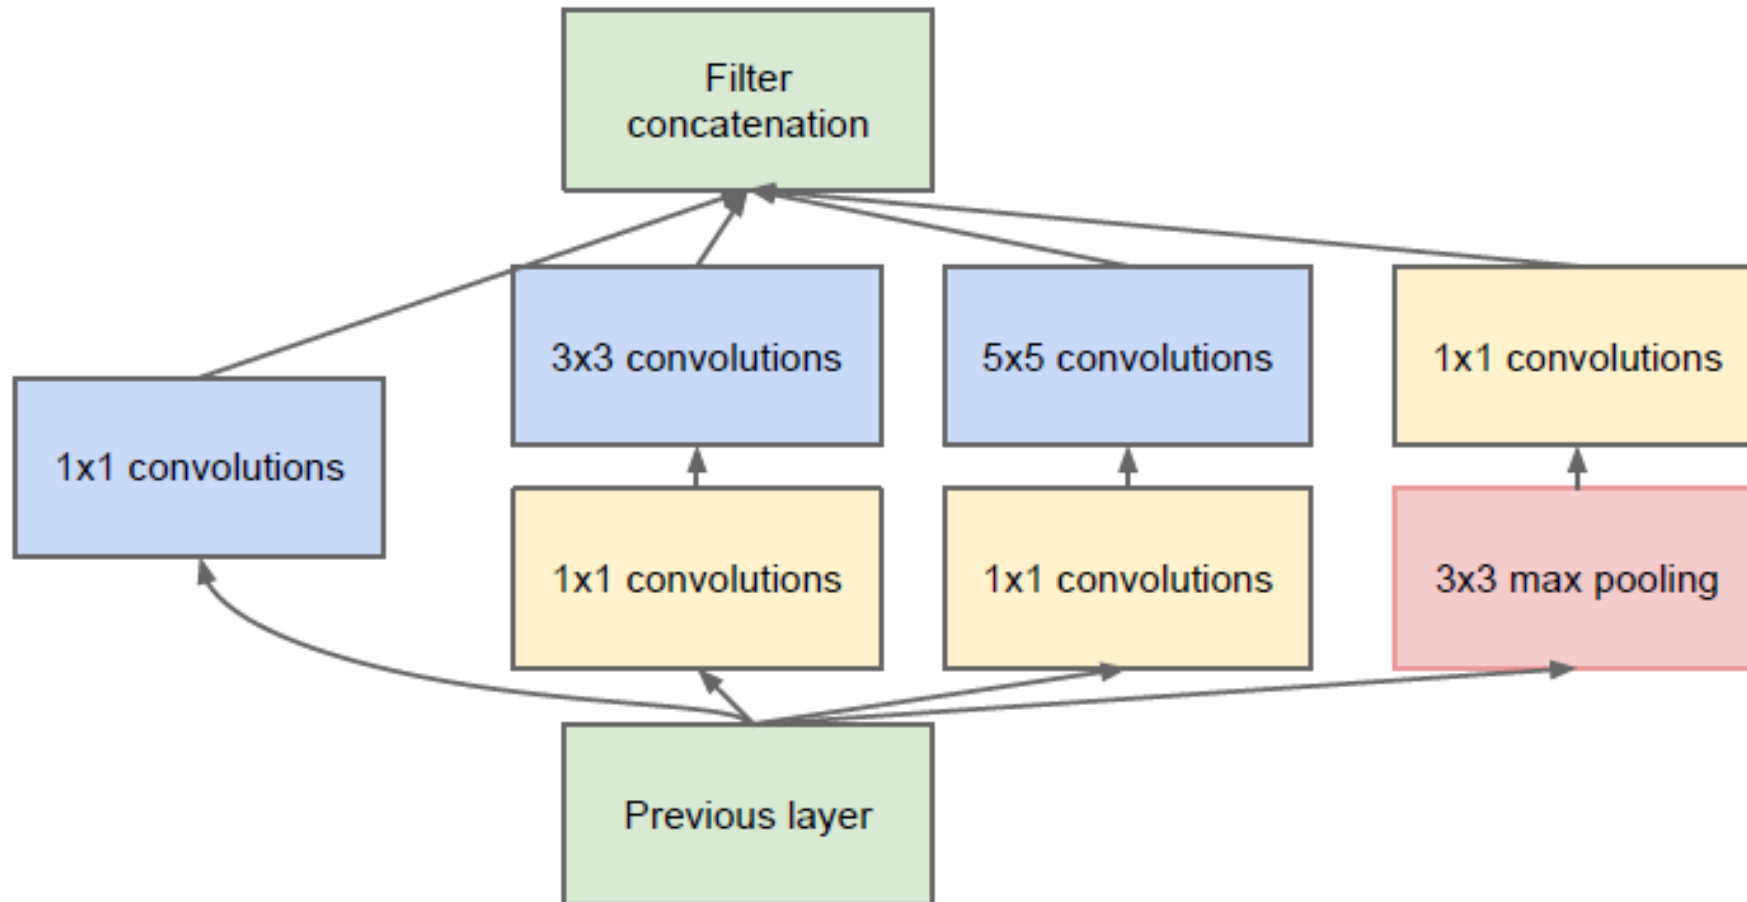 Filter
concatenation
3x3 convolutions
5x5 convolutions
1x1 convolutions
1x1 convolutions
1x1 convolutions
1x1 convolutions
3x3 max pooling
Previous layer